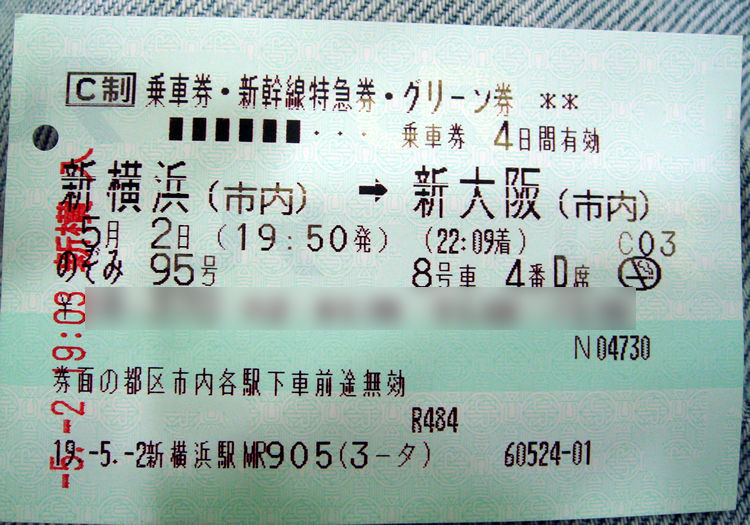 C制 乗車券・新幹線特急券・グリーン券 **
■■■■■■・・・ 乗車券 4日間有効
新横浜(市内) ➡ 新大阪(市内)
5月 2日 (19:50発) (22:09着) C03
のぞみ 95号 8号車 4番D席
¥
N04730
券面の都区市内各駅下車前途無効
R484
19.-5.-2新横浜駅MR905(3-タ) 60524-01
-5.-2 19:03 新横 入